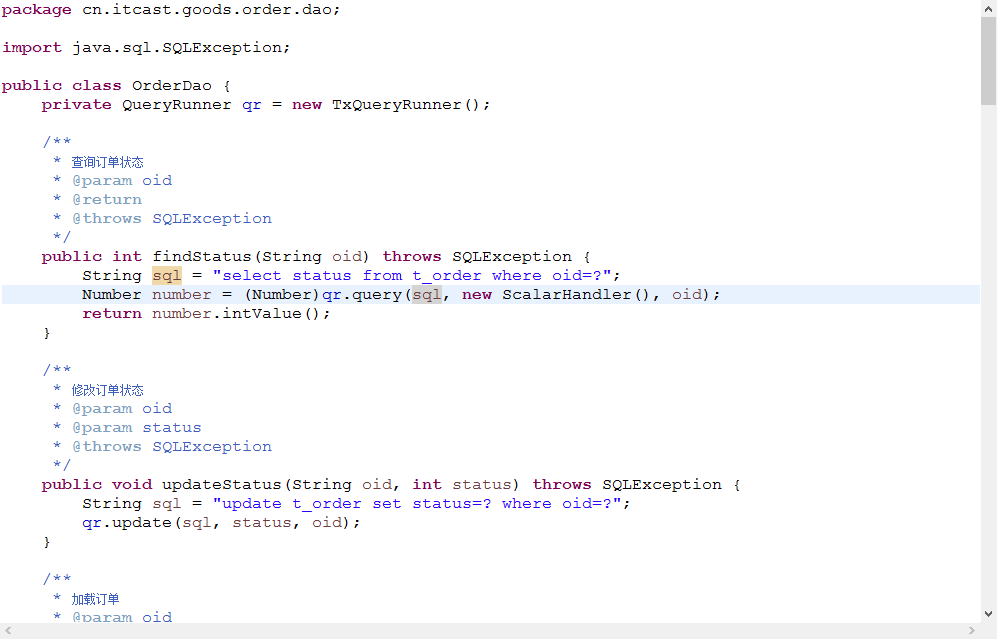 package cn.itcast.goods.order.dao;
import java.sql.SQLException;
public class OrderDao {
private QueryRunner qr = new TxQueryRunner();
/**
* 查询订单状态
* @param oid
* @return
* @throws SQLException
*/
public int findStatus(String oid) throws SQLException {
String sql = "select status from t_order where oid=?";
Number number = (Number)qr.query(sql, new ScalarHandler(), oid);
return number.intValue();
}
/**
* 修改订单状态
* @param oid
* @param status
* @throws SQLException
*/
public void updateStatus(String oid, int status) throws SQLException {
String sql = "update t_order set status=? where oid=?";
qr.update(sql, status, oid);
}
/**
* 加载订单
* @param oid